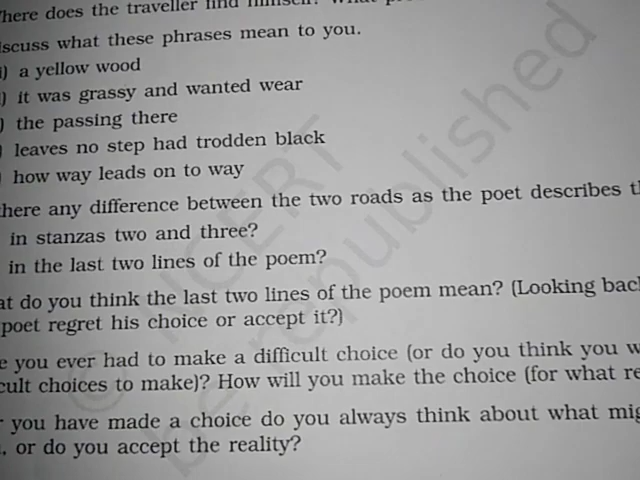 here does the traveller find himself? What
iscuss what these phrases mean to you.
i) a yellow wood
) it was grassy and wanted wear
) the passing there
) leaves no step had trodden black
) how way leads on to way
there any difference between the two roads as the poet describes th
in stanzas two and three?
in the last two lines of the poem?
at do you think the last two lines of the poem mean? (Looking bac
poet regret his choice or accept it?)
e you ever had to make a difficult choice (or do you think you w
cult choices to make)? How will you make the choice (for what re
r you have made a choice do you always think about what mig
, or do you accept the reality?
© NCERT
be republished